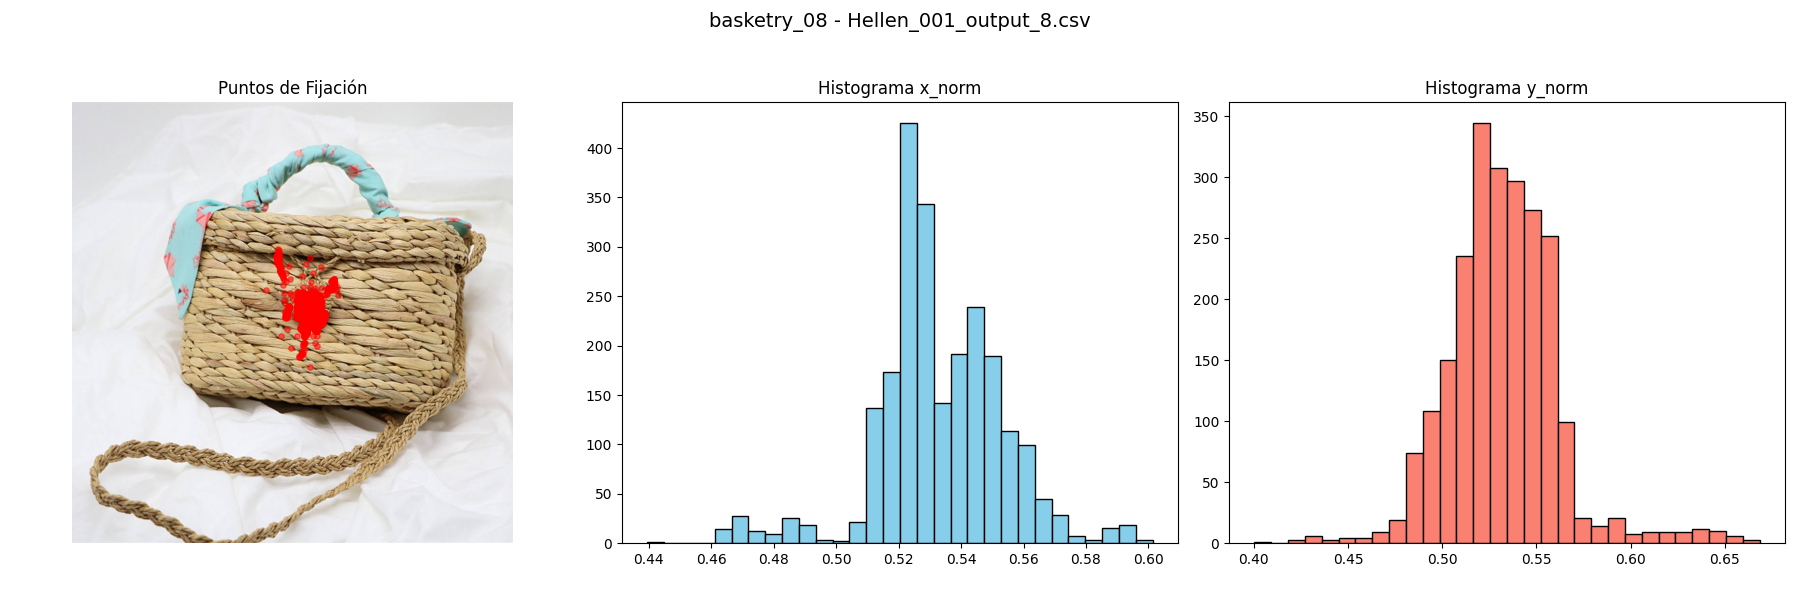 basketry_08 - Hellen_001_output_8.csv
Puntos de Fijación
Histograma x_norm
400
350
300
250
200
150
100
50
0
0.44 0.46 0.48 0.50 0.52 0.54 0.56 0.58 0.60
Histograma y_norm
350
300
250
200
150
100
50
0
0.40 0.45 0.50 0.55 0.60 0.65